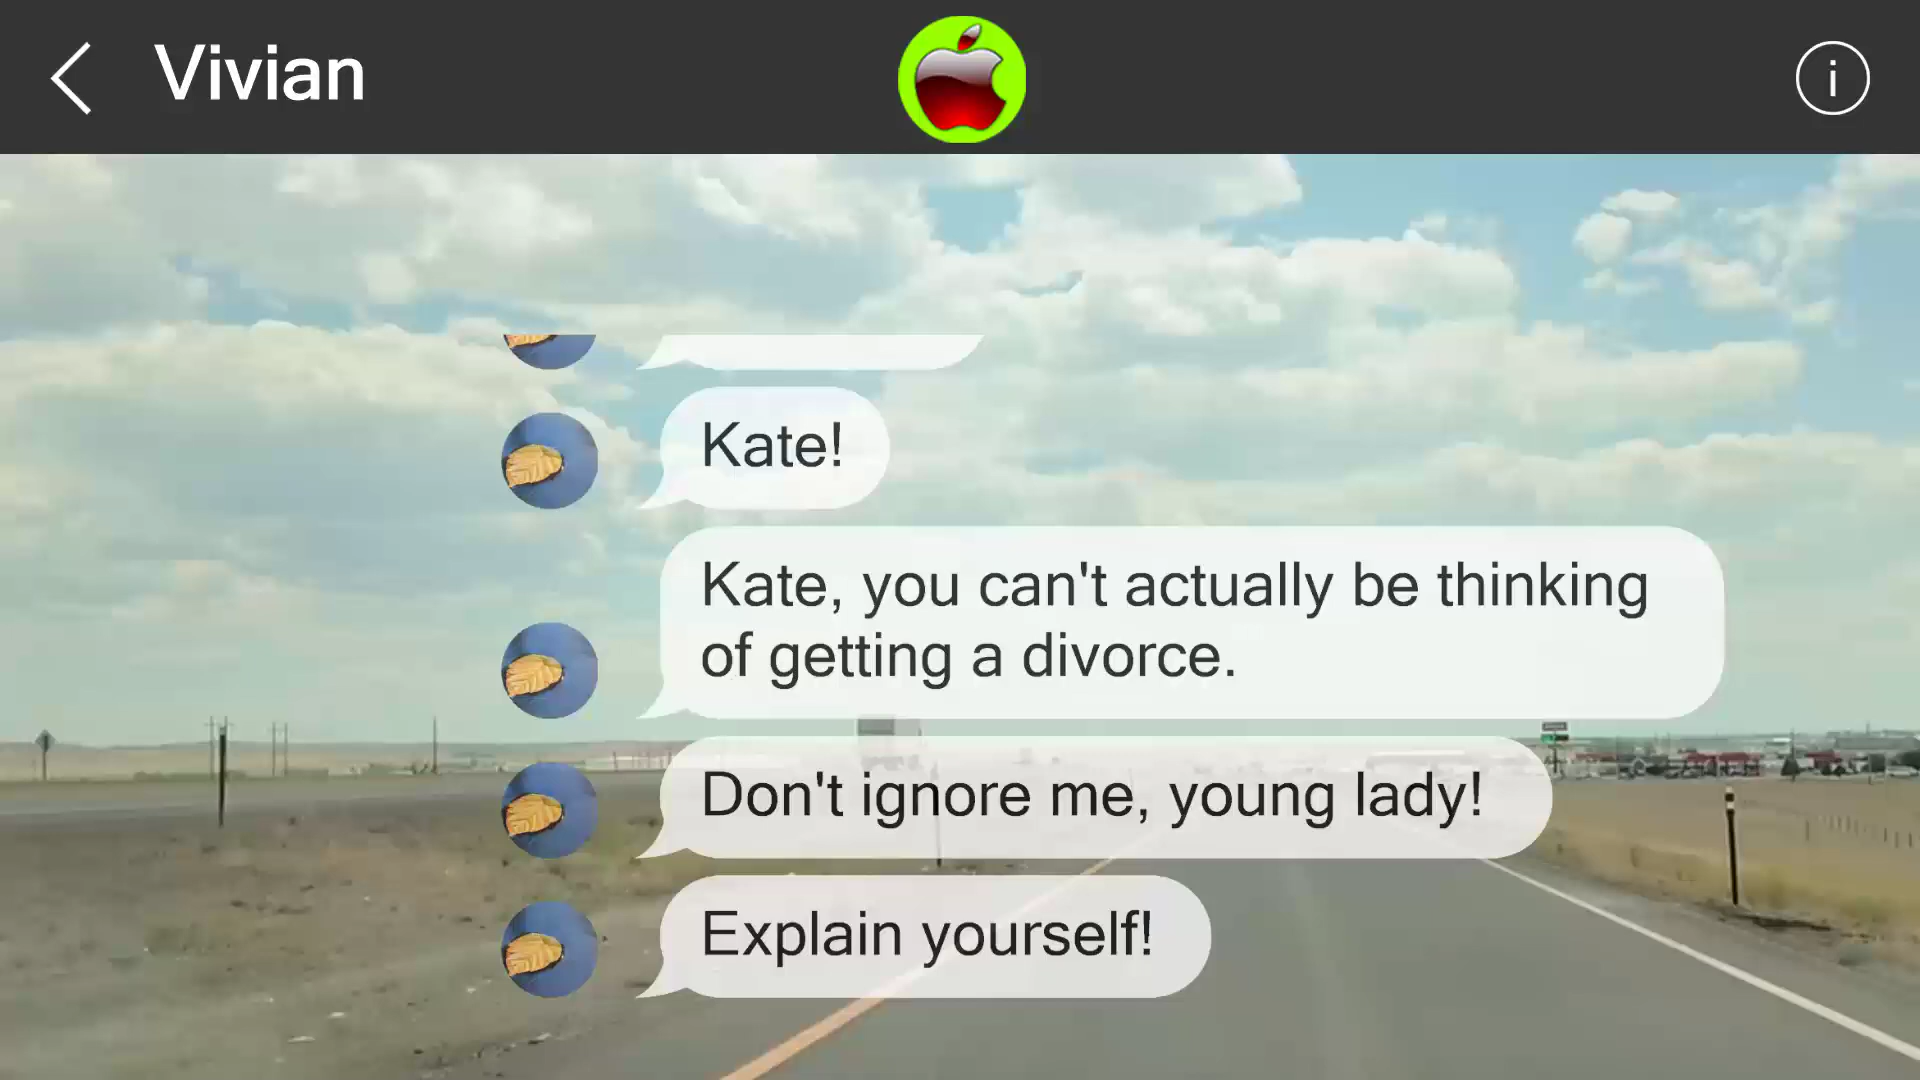 Vivian
i
Kate!
Kate, you can't actually be thinking
of getting a divorce.
Don't ignore me, young lady!
Explain yourself!